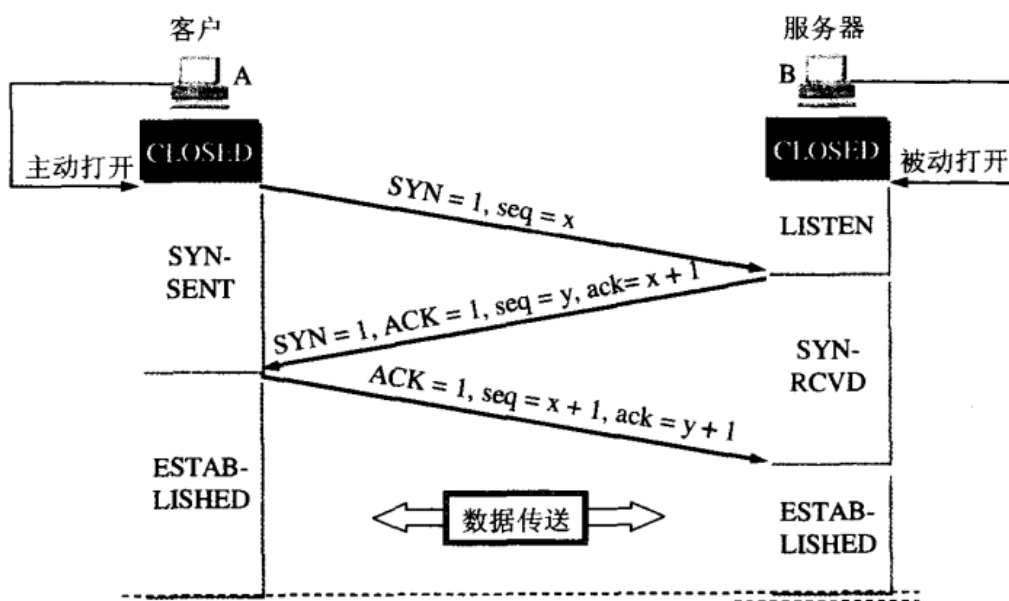 客户
服务器
A
B
CLOSED
CLOSED
主动打开
被动打开
SYN = 1, seq = x
LISTEN
SYN-
SENT
SYN = 1, ACK = 1, seq = y, ack= x + 1
SYN-
RCVD
ACK = 1, seq = x + 1, ack = y + 1
ESTAB-
LISHED
数据传送
ESTAB-
LISHED